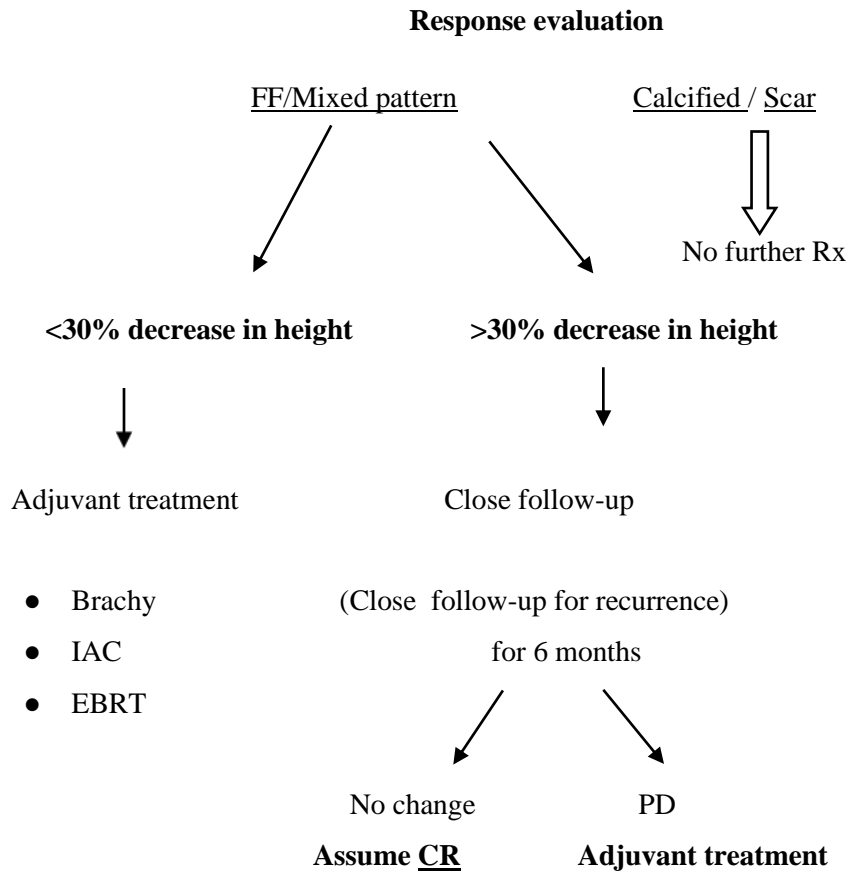 Response evaluation
FF/Mixed pattern
Calcified / Scar
No further Rx
<30% decrease in height
>30% decrease in height
Adjuvant treatment
Close follow-up
● Brachy
● IAC
● EBRT
(Close follow-up for recurrence)
for 6 months
No change
PD
Assume CR
Adjuvant treatment